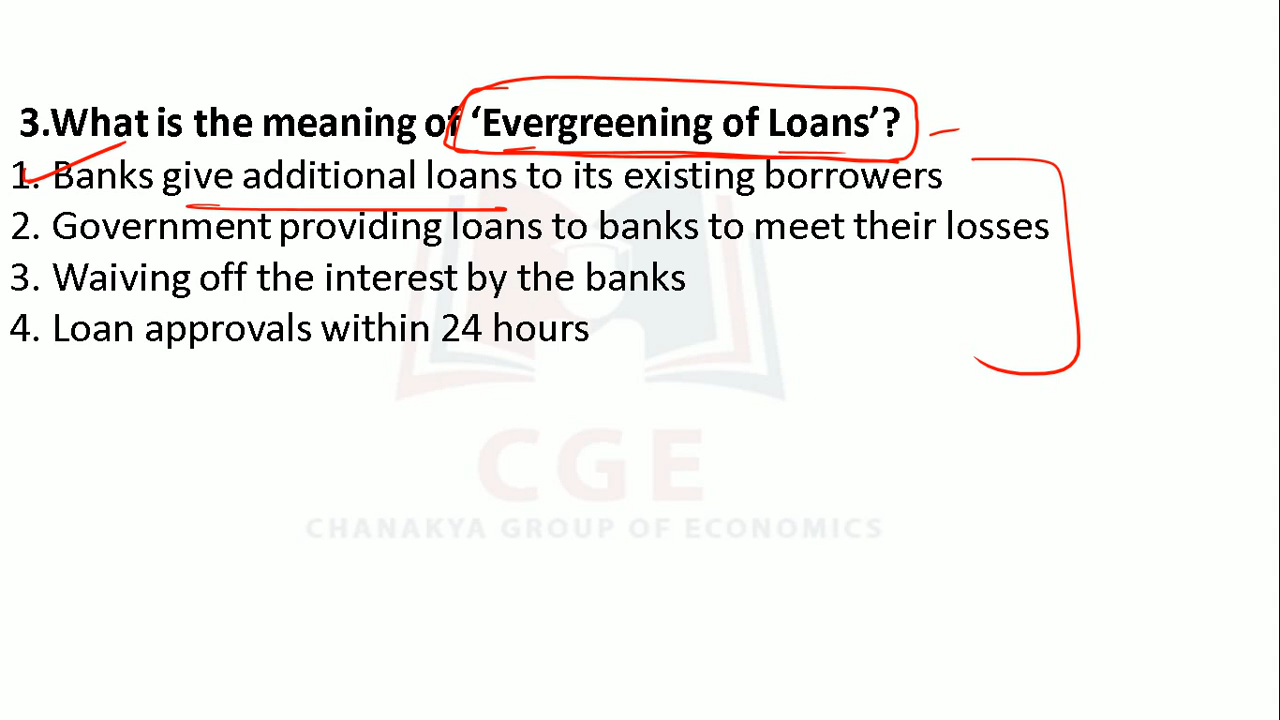 3.What is the meaning of ‘Evergreening of Loans’?
1. Banks give additional loans to its existing borrowers
2. Government providing loans to banks to meet their losses
3. Waiving off the interest by the banks
4. Loan approvals within 24 hours
CGE
CHANAKYA GROUP OF ECONOMICS